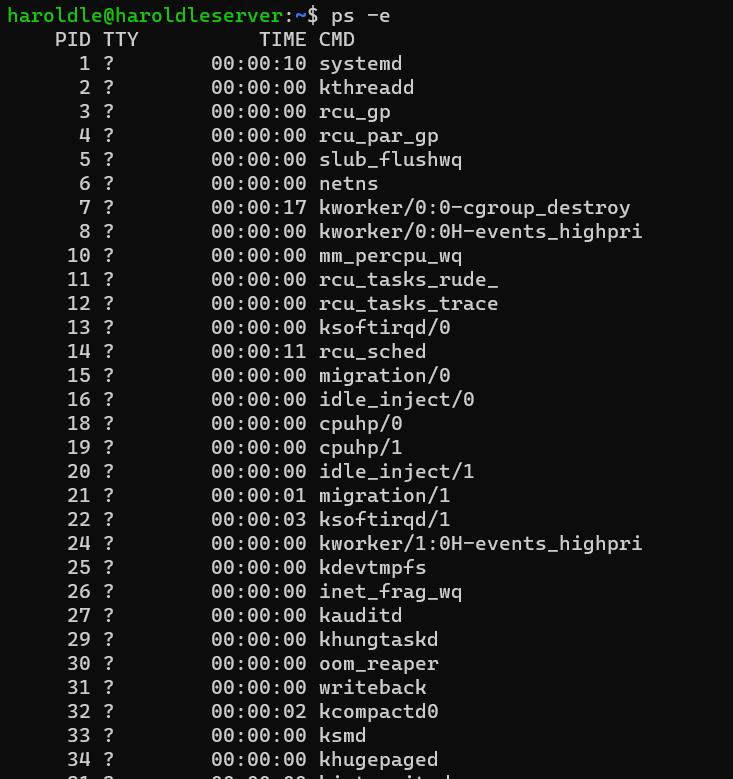 haroldle@haroldleserver:~$ ps -e
    PID TTY          TIME CMD
      1 ?        00:00:10 systemd
      2 ?        00:00:00 kthreadd
      3 ?        00:00:00 rcu_gp
      4 ?        00:00:00 rcu_par_gp
      5 ?        00:00:00 slub_flushwq
      6 ?        00:00:00 netns
      7 ?        00:00:17 kworker/0:0-cgroup_destroy
      8 ?        00:00:00 kworker/0:0H-events_highpri
     10 ?        00:00:00 mm_percpu_wq
     11 ?        00:00:00 rcu_tasks_rude_
     12 ?        00:00:00 rcu_tasks_trace
     13 ?        00:00:00 ksoftirqd/0
     14 ?        00:00:11 rcu_sched
     15 ?        00:00:00 migration/0
     16 ?        00:00:00 idle_inject/0
     18 ?        00:00:00 cpuhp/0
     19 ?        00:00:00 cpuhp/1
     20 ?        00:00:00 idle_inject/1
     21 ?        00:00:01 migration/1
     22 ?        00:00:03 ksoftirqd/1
     24 ?        00:00:00 kworker/1:0H-events_highpri
     25 ?        00:00:00 kdevtmpfs
     26 ?        00:00:00 inet_frag_wq
     27 ?        00:00:00 kauditd
     29 ?        00:00:00 khungtaskd
     30 ?        00:00:00 oom_reaper
     31 ?        00:00:00 writeback
     32 ?        00:00:02 kcompactd0
     33 ?        00:00:00 ksmd
     34 ?        00:00:00 khugepaged